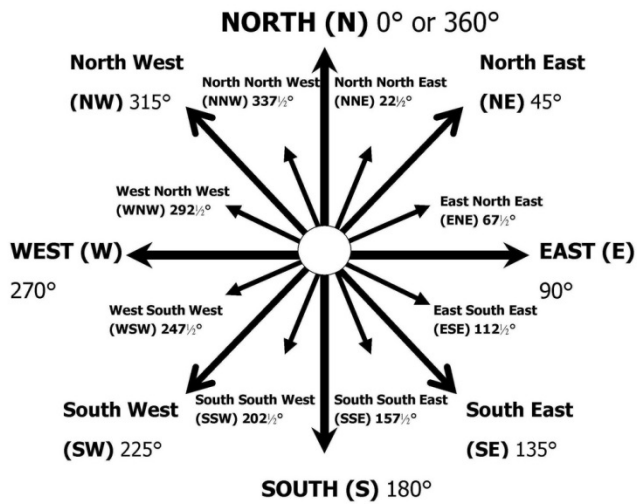 NORTH (N) 0° or 360°
North West
(NW) 315°
North North West
(NNW) 337½°
North North East
(NNE) 22½°
North East
(NE) 45°
West North West
(WNW) 292½°
East North East
(ENE) 67½°
WEST (W)
270°
EAST (E)
90°
West South West
(WSW) 247½°
East South East
(ESE) 112½°
South West
(SW) 225°
South South West
(SSW) 202½°
South South East
(SSE) 157½°
South East
(SE) 135°
SOUTH (S) 180°